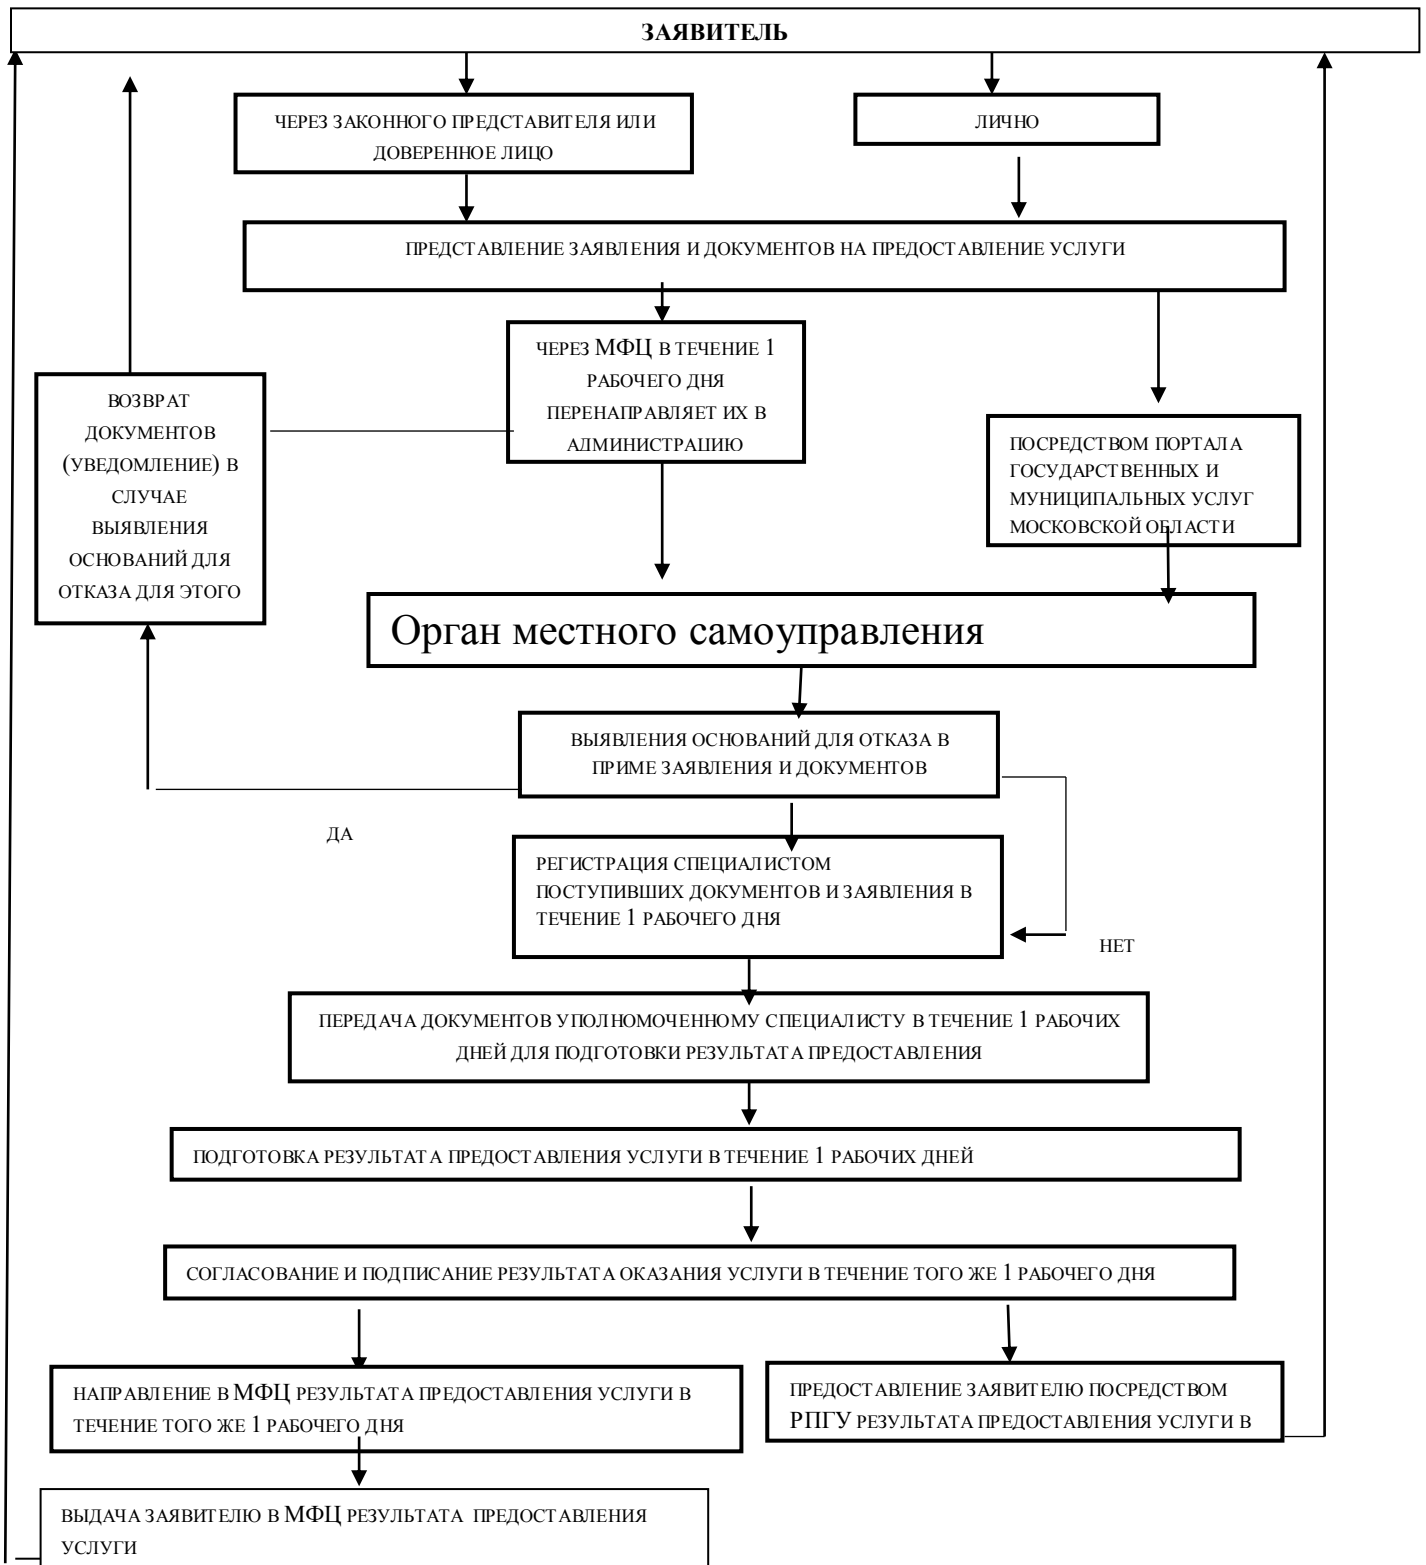 ЗАЯВИТЕЛЬ
ЧЕРЕЗ ЗАКОННОГО ПРЕДСТАВИТЕЛЯ ИЛИ
ДОВЕРЕННОЕ ЛИЦО
ЛИЧНО
ПРЕДСТАВЛЕНИЕ ЗАЯВЛЕНИЯ И ДОКУМЕНТОВ НА ПРЕДОСТАВЛЕНИЕ УСЛУГИ
ЧЕРЕЗ МФЦ В ТЕЧЕНИЕ 1
РАБОЧЕГО ДНЯ
ПЕРЕНАПРАВЛЯЕТ ИХ В
АДМИНИСТРАЦИЮ
ВОЗВРАТ
ДОКУМЕНТОВ
(УВЕДОМЛЕНИЕ) В
СЛУЧАЕ
ВЫЯВЛЕНИЯ
ОСНОВАНИЙ ДЛЯ
ОТКАЗА ДЛЯ ЭТОГО
ПОСРЕДСТВОМ ПОРТАЛА
ГОСУДАРСТВЕННЫХ И
МУНИЦИПАЛЬНЫХ УСЛУГ
МОСКОВСКОЙ ОБЛАСТИ
Орган местного самоуправления
ВЫЯВЛЕНИЯ ОСНОВАНИЙ ДЛЯ ОТКАЗА В
ПРИМЕ ЗАЯВЛЕНИЯ И ДОКУМЕНТОВ
ДА
РЕГИСТРАЦИЯ СПЕЦИАЛИСТОМ
ПОСТУПИВШИХ ДОКУМЕНТОВ И ЗАЯВЛЕНИЯ В
ТЕЧЕНИЕ 1 РАБОЧЕГО ДНЯ
НЕТ
ПЕРЕДАЧА ДОКУМЕНТОВ УПОЛНОМОЧЕННОМУ СПЕЦИАЛИСТУ В ТЕЧЕНИЕ 1 РАБОЧИХ
ДНЕЙ ДЛЯ ПОДГОТОВКИ РЕЗУЛЬТАТА ПРЕДОСТАВЛЕНИЯ
ПОДГОТОВКА РЕЗУЛЬТАТА ПРЕДОСТАВЛЕНИЯ УСЛУГИ В ТЕЧЕНИЕ 1 РАБОЧИХ ДНЕЙ
СОГЛАСОВАНИЕ И ПОДПИСАНИЕ РЕЗУЛЬТАТА ОКАЗАНИЯ УСЛУГИ В ТЕЧЕНИЕ ТОГО ЖЕ 1 РАБОЧЕГО ДНЯ
НАПРАВЛЕНИЕ В МФЦ РЕЗУЛЬТАТА ПРЕДОСТАВЛЕНИЯ УСЛУГИ В
ТЕЧЕНИЕ ТОГО ЖЕ 1 РАБОЧЕГО ДНЯ
ПРЕДОСТАВЛЕНИЕ ЗАЯВИТЕЛЮ ПОСРЕДСТВОМ
РПГУ РЕЗУЛЬТАТА ПРЕДОСТАВЛЕНИЯ УСЛУГИ В
ВЫДАЧА ЗАЯВИТЕЛЮ В МФЦ РЕЗУЛЬТАТА ПРЕДОСТАВЛЕНИЯ
УСЛУГИ